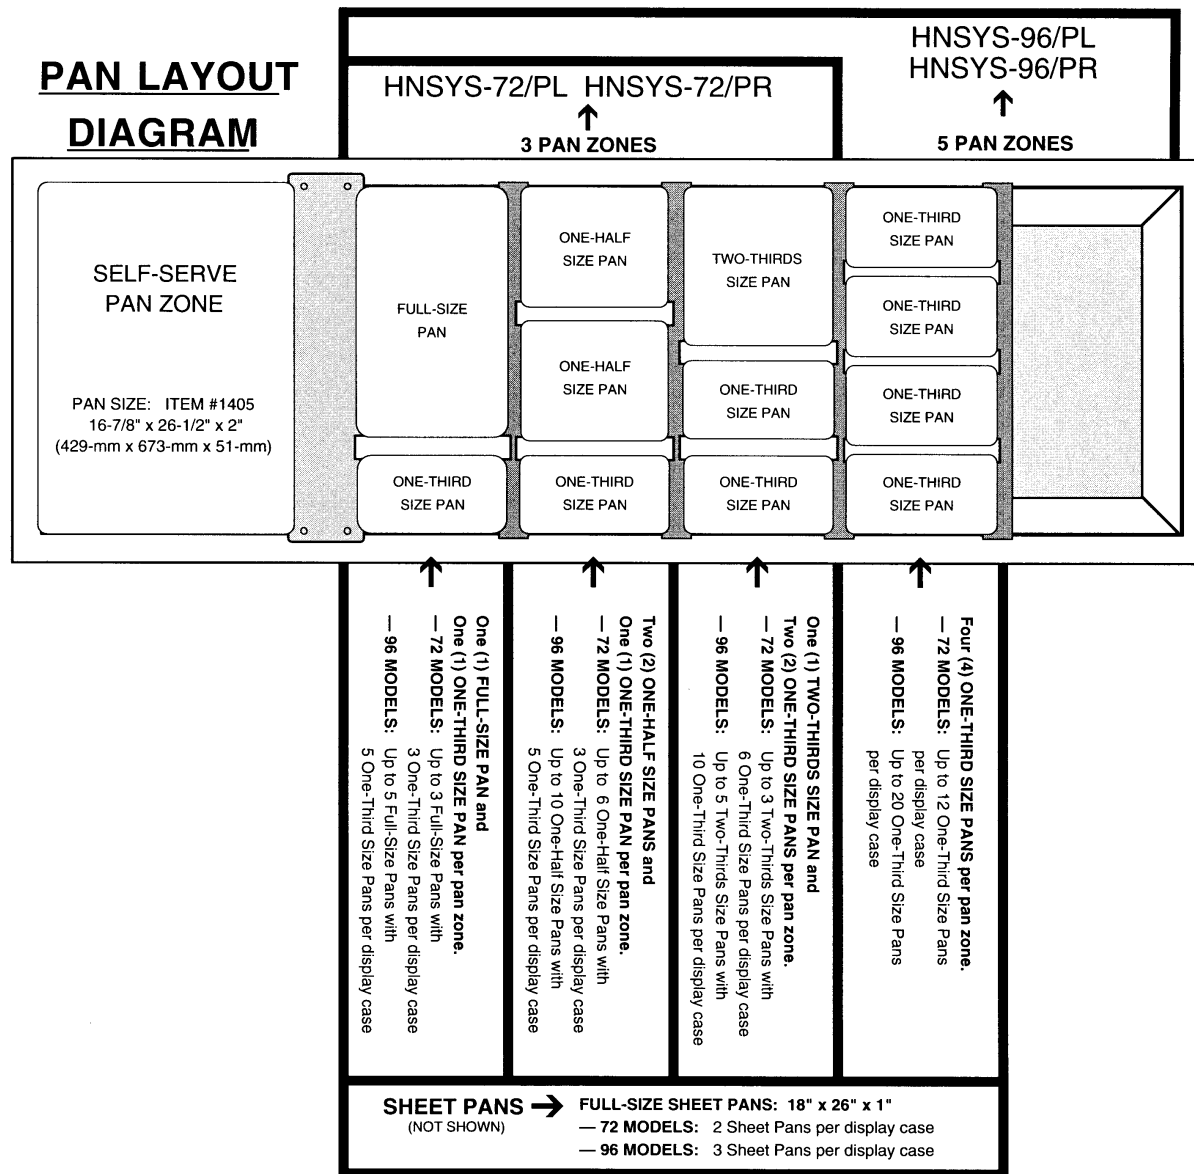 PAN LAYOUT
DIAGRAM
HNSYS-72/PL HNSYS-72/PR
3 PAN ZONES
HNSYS-96/PL
HNSYS-96/PR
5 PAN ZONES
SELF-SERVE
PAN ZONE
PAN SIZE: ITEM #1405
16-7/8" x 26-1/2" x 2"
(429-mm x 673-mm x 51-mm)
FULL-SIZE
PAN
ONE-THIRD
SIZE PAN
ONE-HALF
SIZE PAN
ONE-HALF
SIZE PAN
ONE-THIRD
SIZE PAN
TWO-THIRDS
SIZE PAN
ONE-THIRD
SIZE PAN
ONE-THIRD
SIZE PAN
ONE-THIRD
SIZE PAN
ONE-THIRD
SIZE PAN
ONE-THIRD
SIZE PAN
ONE-THIRD
SIZE PAN
One (1) FULL-SIZE PAN and
One (1) ONE-THIRD SIZE PAN per pan zone.
— 72 MODELS: Up to 3 Full-Size Pans with
3 One-Third Size Pans per display case
— 96 MODELS: Up to 5 Full-Size Pans with
5 One-Third Size Pans per display case
Two (2) ONE-HALF SIZE PANS and
One (1) ONE-THIRD SIZE PAN per pan zone.
— 72 MODELS: Up to 6 One-Half Size Pans with
3 One-Third Size Pans per display case
— 96 MODELS: Up to 10 One-Half Size Pans with
5 One-Third Size Pans per display case
One (1) TWO-THIRDS SIZE PAN and
Two (2) ONE-THIRD SIZE PANS per pan zone.
— 72 MODELS: Up to 3 Two-Thirds Size Pans with
6 One-Third Size Pans per display case
— 96 MODELS: Up to 5 Two-Thirds Size Pans with
10 One-Third Size Pans per display case
Four (4) ONE-THIRD SIZE PANS per pan zone.
— 72 MODELS: Up to 12 One-Third Size Pans
per display case
— 96 MODELS: Up to 20 One-Third Size Pans
per display case
SHEET PANS
(NOT SHOWN)
FULL-SIZE SHEET PANS: 18" x 26" x 1"
— 72 MODELS: 2 Sheet Pans per display case
— 96 MODELS: 3 Sheet Pans per display case